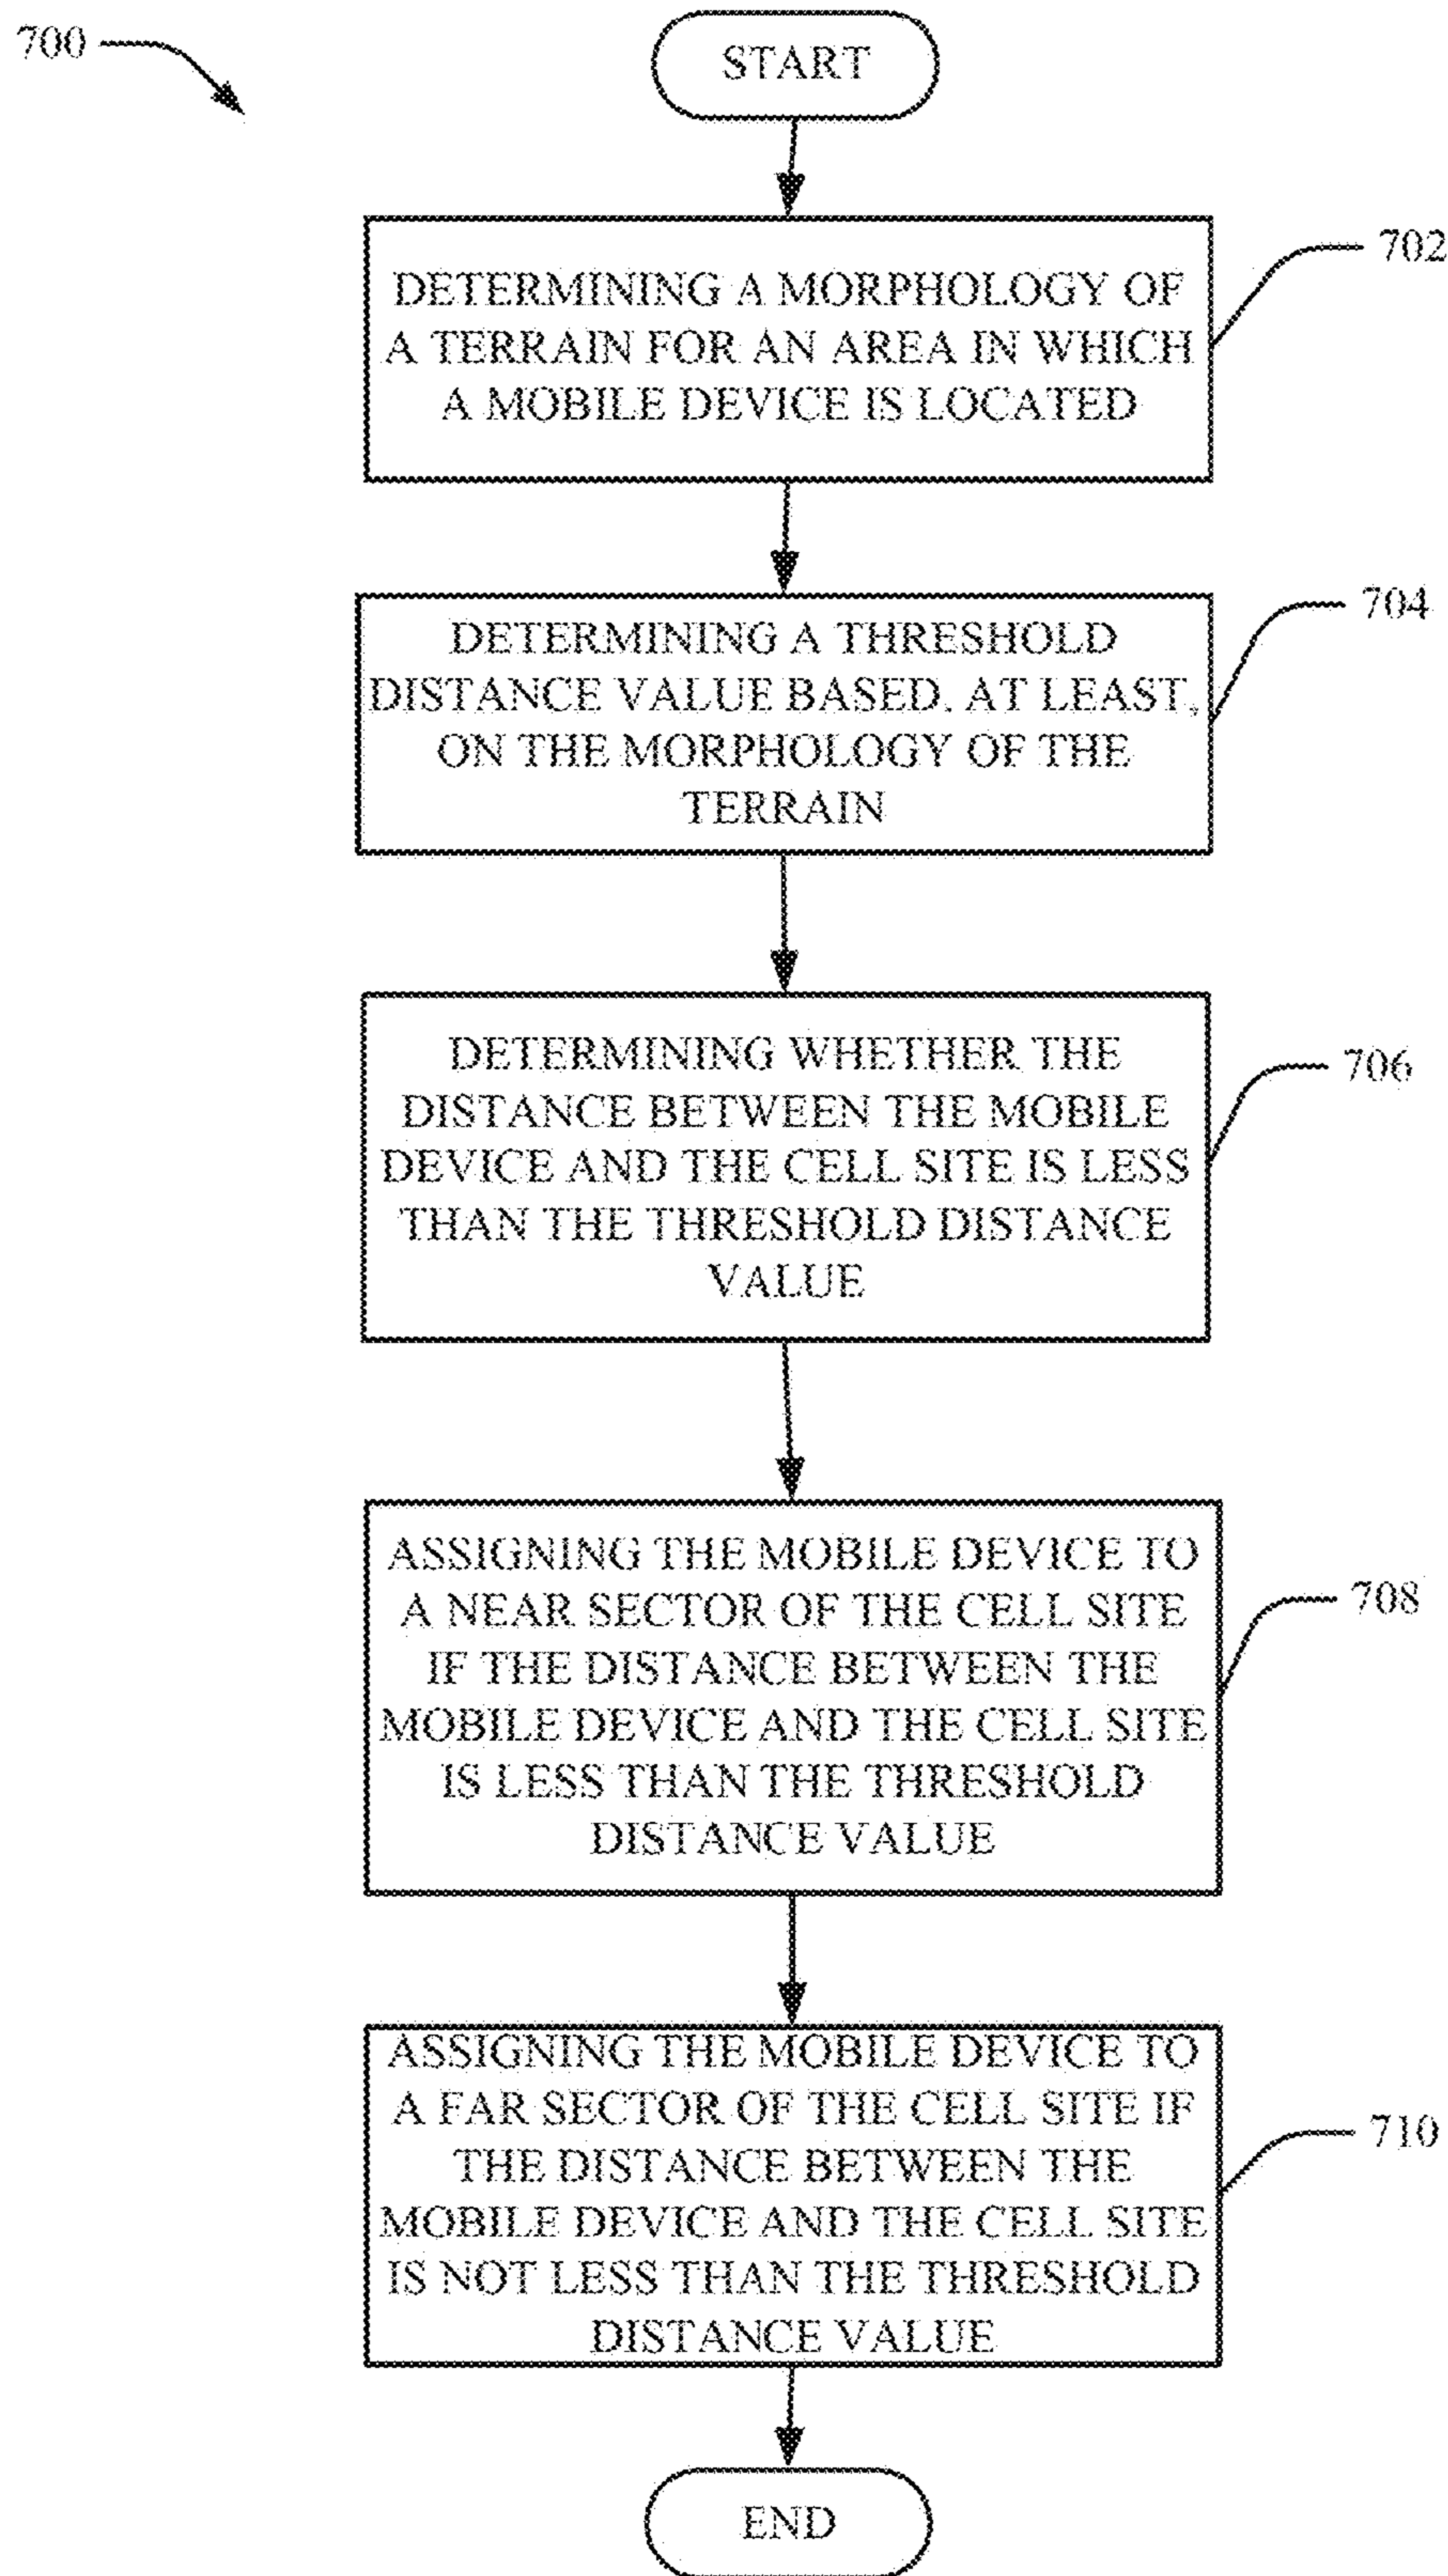 700
START
DETERMINING A MORPHOLOGY OF
A TERRAIN FOR AN AREA IN WHICH
A MOBILE DEVICE IS LOCATED
702
DETERMINING A THRESHOLD
DISTANCE VALUE BASED, AT LEAST,
ON THE MORPHOLOGY OF THE
TERRAIN
704
DETERMINING WHETHER THE
DISTANCE BETWEEN THE MOBILE
DEVICE AND THE CELL SITE IS LESS
THAN THE THRESHOLD DISTANCE
VALUE
706
ASSIGNING THE MOBILE DEVICE TO
A NEAR SECTOR OF THE CELL SITE
IF THE DISTANCE BETWEEN THE
MOBILE DEVICE AND THE CELL SITE
IS LESS THAN THE THRESHOLD
DISTANCE VALUE
708
ASSIGNING THE MOBILE DEVICE TO
A FAR SECTOR OF THE CELL SITE IF
THE DISTANCE BETWEEN THE
MOBILE DEVICE AND THE CELL SITE
IS NOT LESS THAN THE THRESHOLD
DISTANCE VALUE
710
END